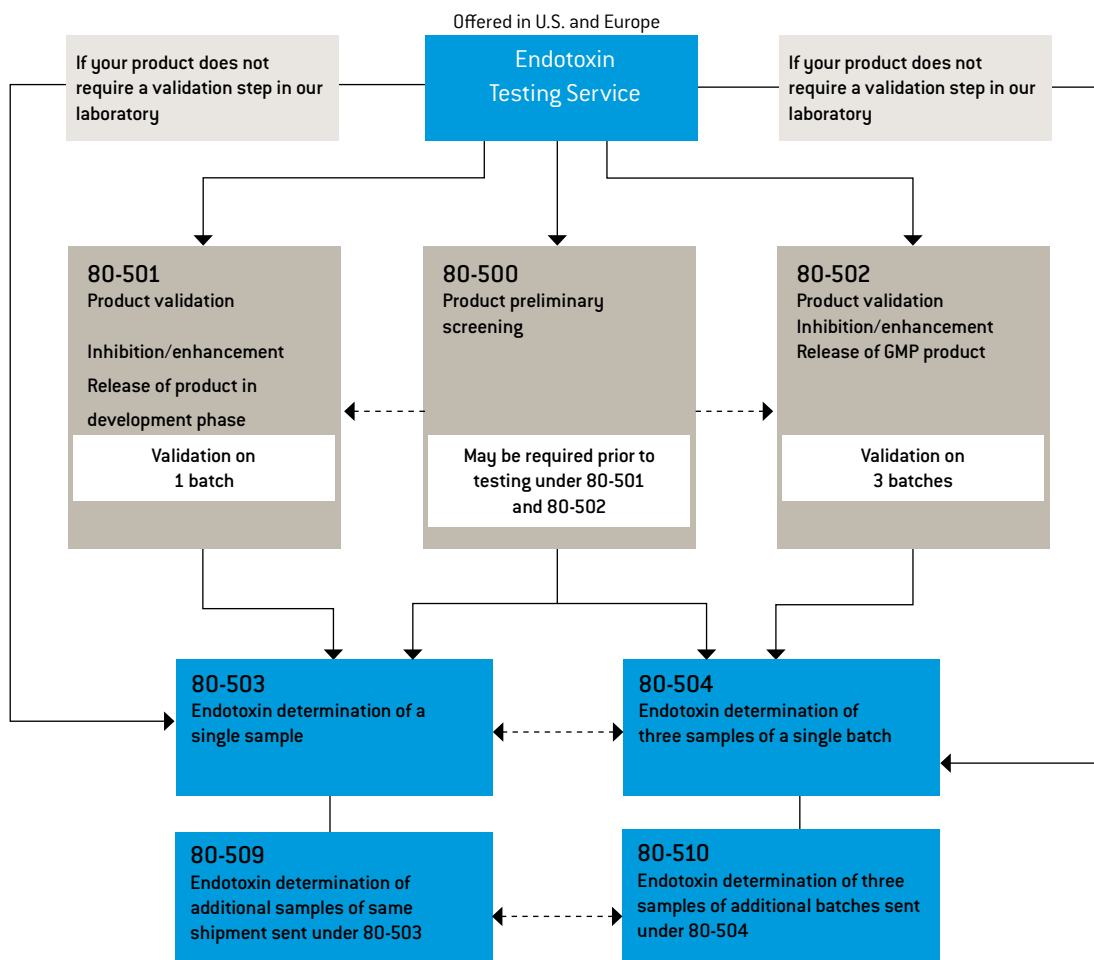 Offered in U.S. and Europe
If your product does not
require a validation step in our
laboratory
Endotoxin
Testing Service
If your product does not
require a validation step in our
laboratory
80-501
Product validation
Inhibition/enhancement
Release of product in
development phase
Validation on
1 batch
80-500
Product preliminary
screening
May be required prior to
testing under 80-501
and 80-502
80-502
Product validation
Inhibition/enhancement
Release of GMP product
Validation on
3 batches
80-503
Endotoxin determination of a
single sample
80-504
Endotoxin determination of
three samples of a single batch
80-509
Endotoxin determination of
additional samples of same
shipment sent under 80-503
80-510
Endotoxin determination of three
samples of additional batches sent
under 80-504